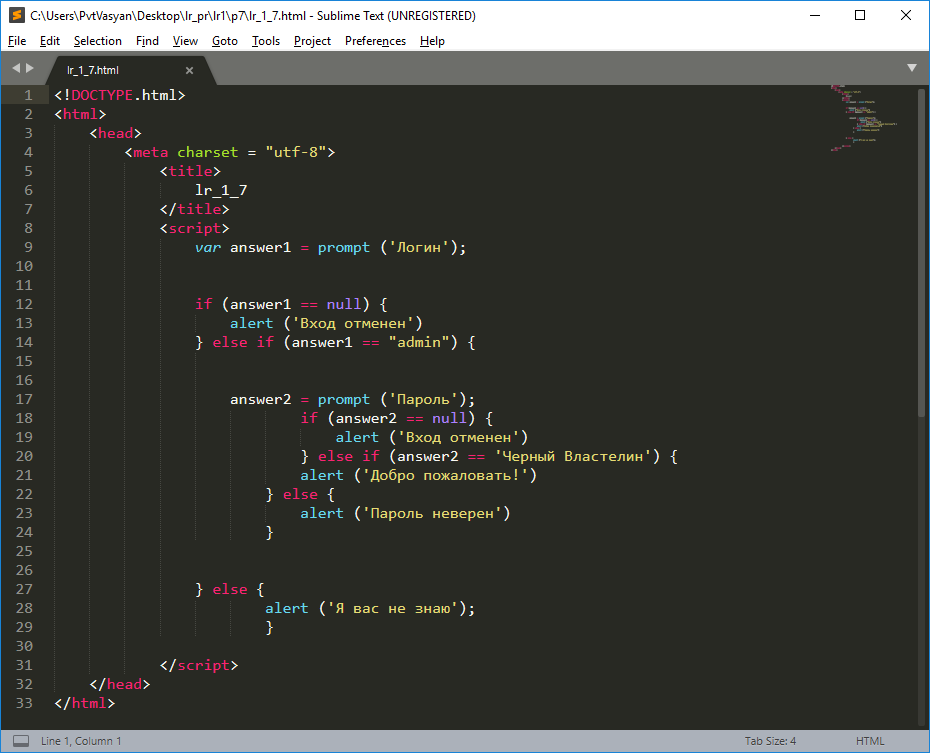 C:\Users\PvtVasyan\Desktop\lr_pr\lr1\p7\lr_1_7.html - Sublime Text (UNREGISTERED)
File Edit Selection Find View Goto Tools Project Preferences Help
lr_1_7.html ×
1 <!DOCTYPE.html>
2 <html>
3 <head>
4 <meta charset = "utf-8">
5 <title>
6 lr_1_7
7 </title>
8 <script>
9 var answer1 = prompt ('Логин');
10
11
12 if (answer1 == null) {
13 alert ('Вход отменен')
14 } else if (answer1 == "admin") {
15
16
17 answer2 = prompt ('Пароль');
18 if (answer2 == null) {
19 alert ('Вход отменен')
20 } else if (answer2 == 'Черный Властелин') {
21 alert ('Добро пожаловать!')
22 } else {
23 alert ('Пароль неверен')
24 }
25
26
27 } else {
28 alert ('Я вас не знаю');
29 }
30
31 </script>
32 </head>
33 </html>
Line 1, Column 1 Tab Size: 4 HTML